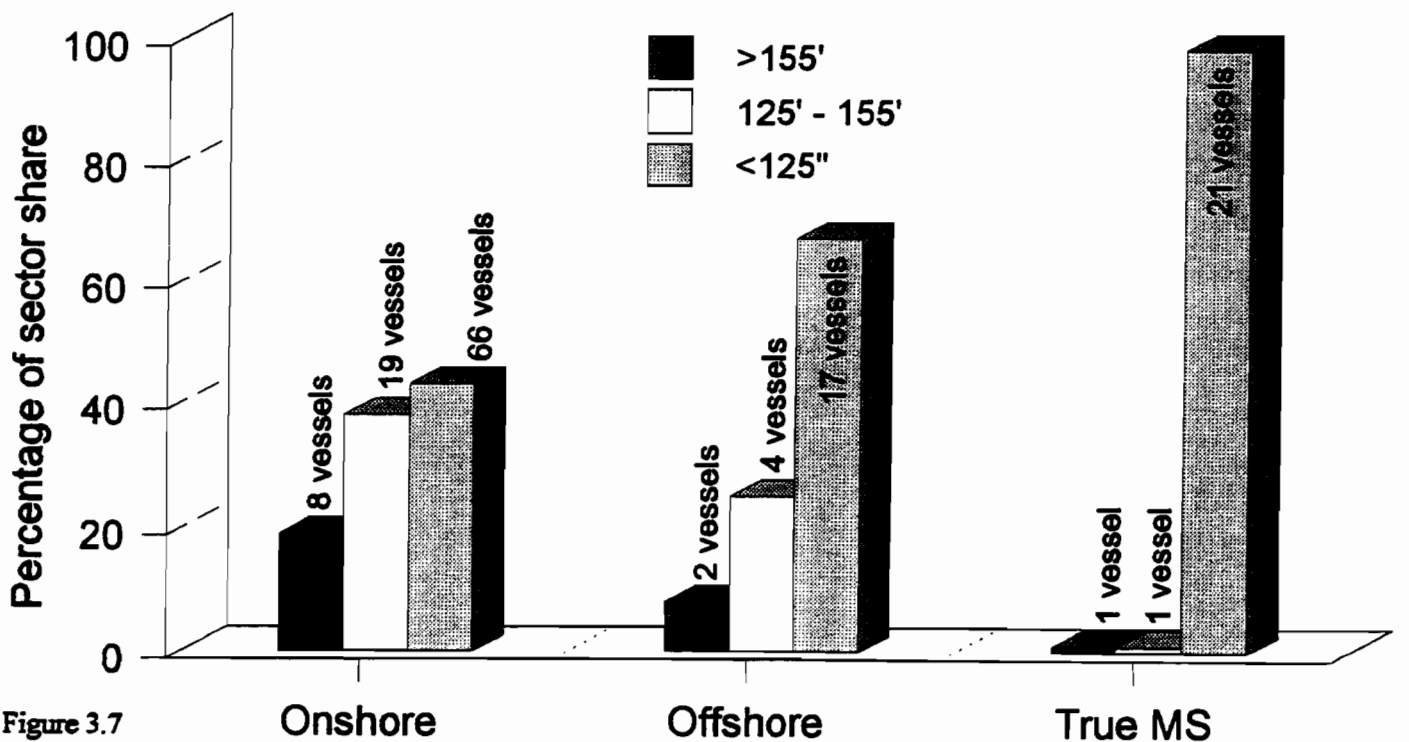 Percentage of sector share
100
80
60
40
20
0
>155'
125' - 155'
<125"
8 vessels
19 vessels
66 vessels
2 vessels
4 vessels
17 vessels
1 vessel
1 vessel
21 vessels
Onshore
Offshore
True MS
Figure 3.7